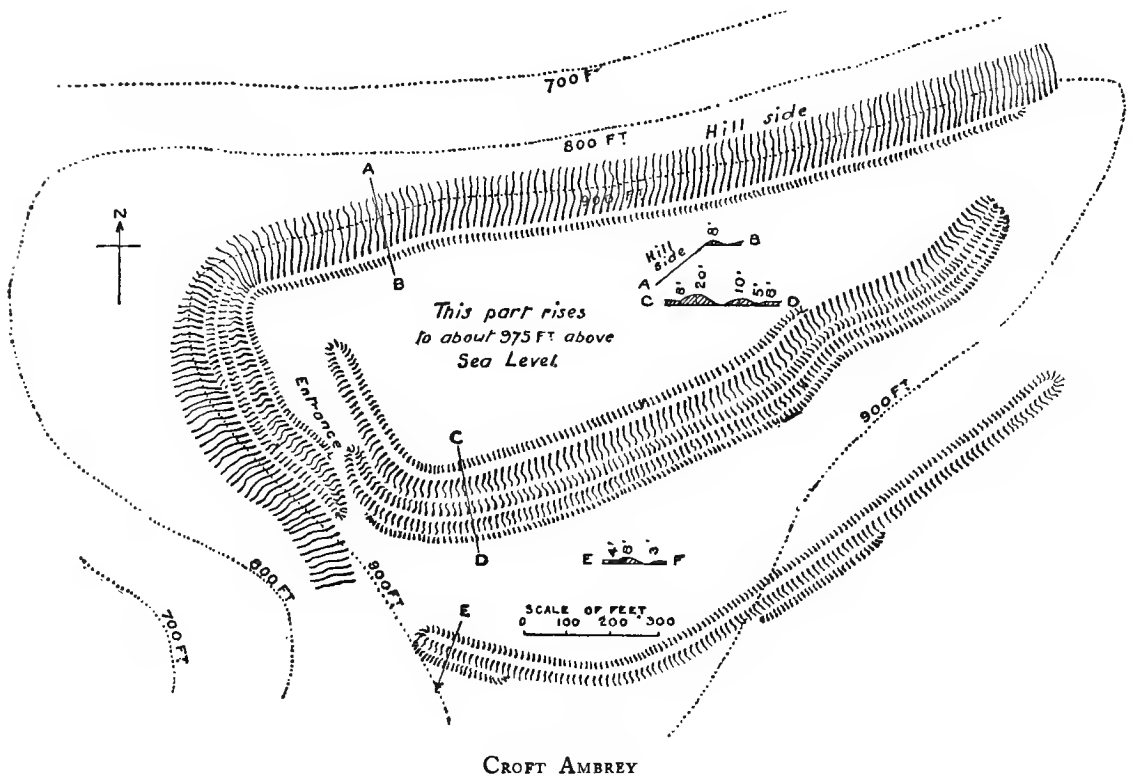 700 F
Hill side
800 FT
A
900 FT
N
B
8'
B
Hill
side
A
C 8' 20' 10' 5' 8' D
This part rises
to about 975 FT above
Sea Level
Entrance
C
900 FT
D
E 4' 8' 3' F
800 FT
900 FT
700 FT
E
SCALE OF FEET
0 100 200 300
F
CROFT AMBREY